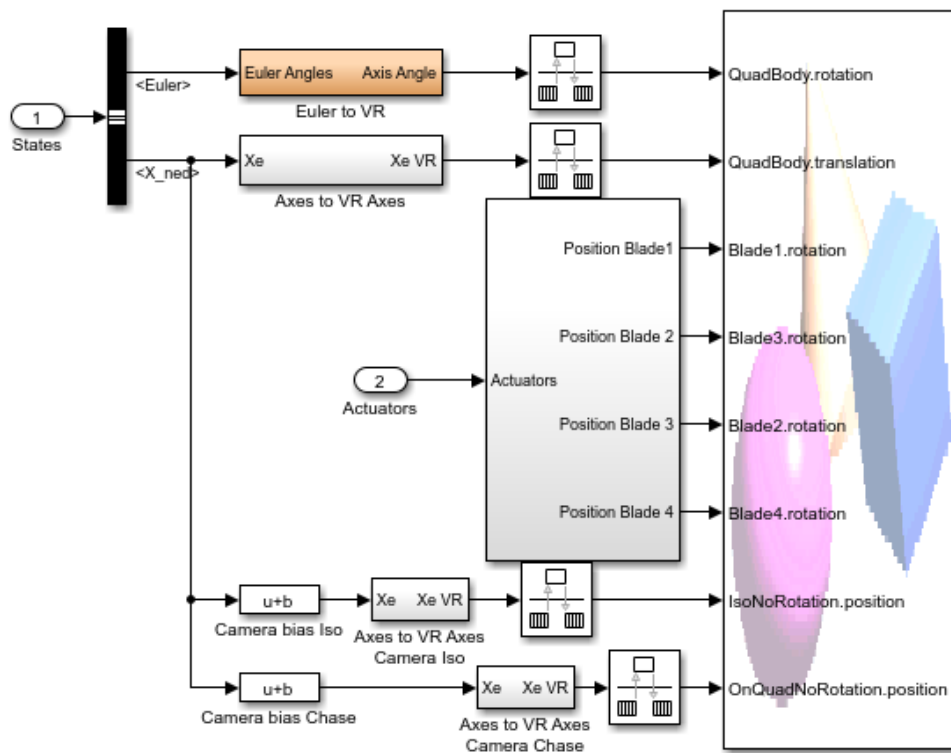 <Euler>
Euler Angles
Axis Angle
Euler to VR
QuadBody.rotation
1
States
<X_ned>
Xe
Xe VR
Axes to VR Axes
QuadBody.translation
Position Blade1
Blade1.rotation
Position Blade 2
Blade3.rotation
2
Actuators
Actuators
Position Blade 3
Blade2.rotation
Position Blade 4
Blade4.rotation
u+b
Camera bias Iso
Xe
Xe VR
Axes to VR Axes
Camera Iso
IsoNoRotation.position
u+b
Camera bias Chase
Xe
Xe VR
Axes to VR Axes
Camera Chase
OnQuadNoRotation.position